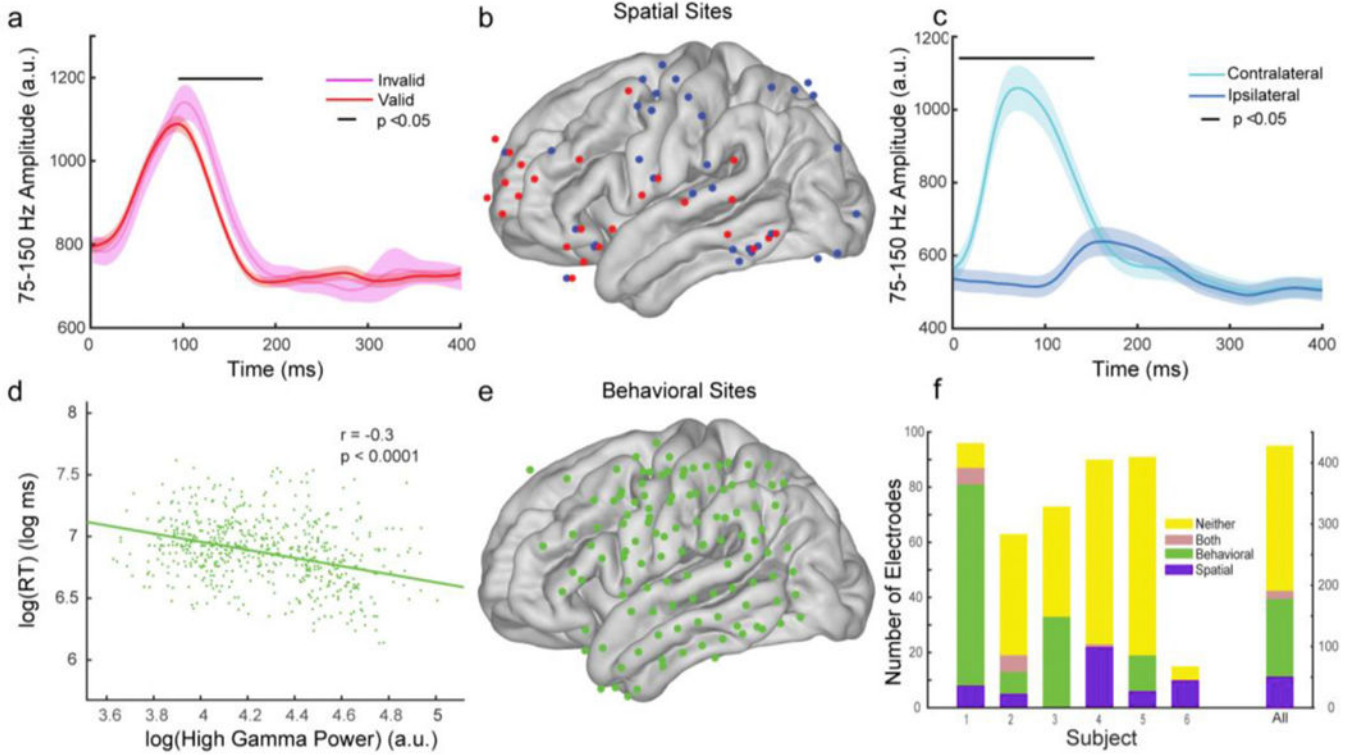 a
75-150 Hz Amplitude (a.u.)
1200
1000
800
600
0 100 200 300 400
Time (ms)
Invalid
Valid
p <0.05
b
Spatial Sites
c
75-150 Hz Amplitude (a.u.)
1200
1000
800
600
400
0 100 200 300 400
Time (ms)
Contralateral
Ipsilateral
p <0.05
d
log(RT) (log ms)
8
7.5
7
6.5
6
3.6 3.8 4 4.2 4.4 4.6 4.8 5
log(High Gamma Power) (a.u.)
r = -0.3
p < 0.0001
e
Behavioral Sites
f
Number of Electrodes
100
80
60
40
20
0
400
300
200
100
0
Neither
Both
Behavioral
Spatial
1 2 3 4 5 6 All
Subject